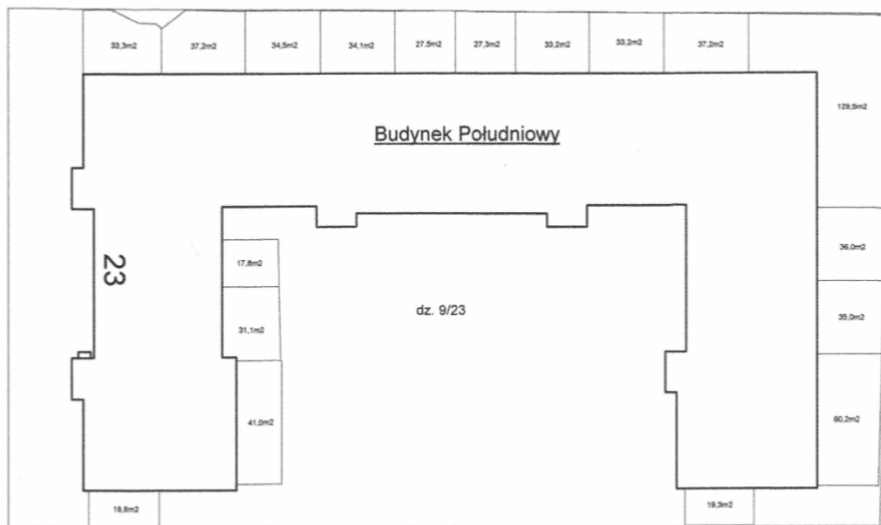 33,3m2 37,2m2 34,5m2 34,1m2 27,5m2 27,3m2 33,2m2 33,2m2 37,2m2
129,5m2
Budynek Południowy
23
17,8m2
36,0m2
dz. 9/23
31,1m2
35,0m2
41,0m2
60,2m2
18,8m2
19,3m2